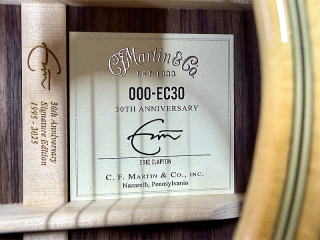 C.F. Martin & Co.
EST. 1833
000-EC30
30TH ANNIVERSARY
ERIC CLAPTON
C. F. MARTIN & CO., INC.
Nazareth, Pennsylvania
30th Anniversary
Signature Edition
1995 - 2025